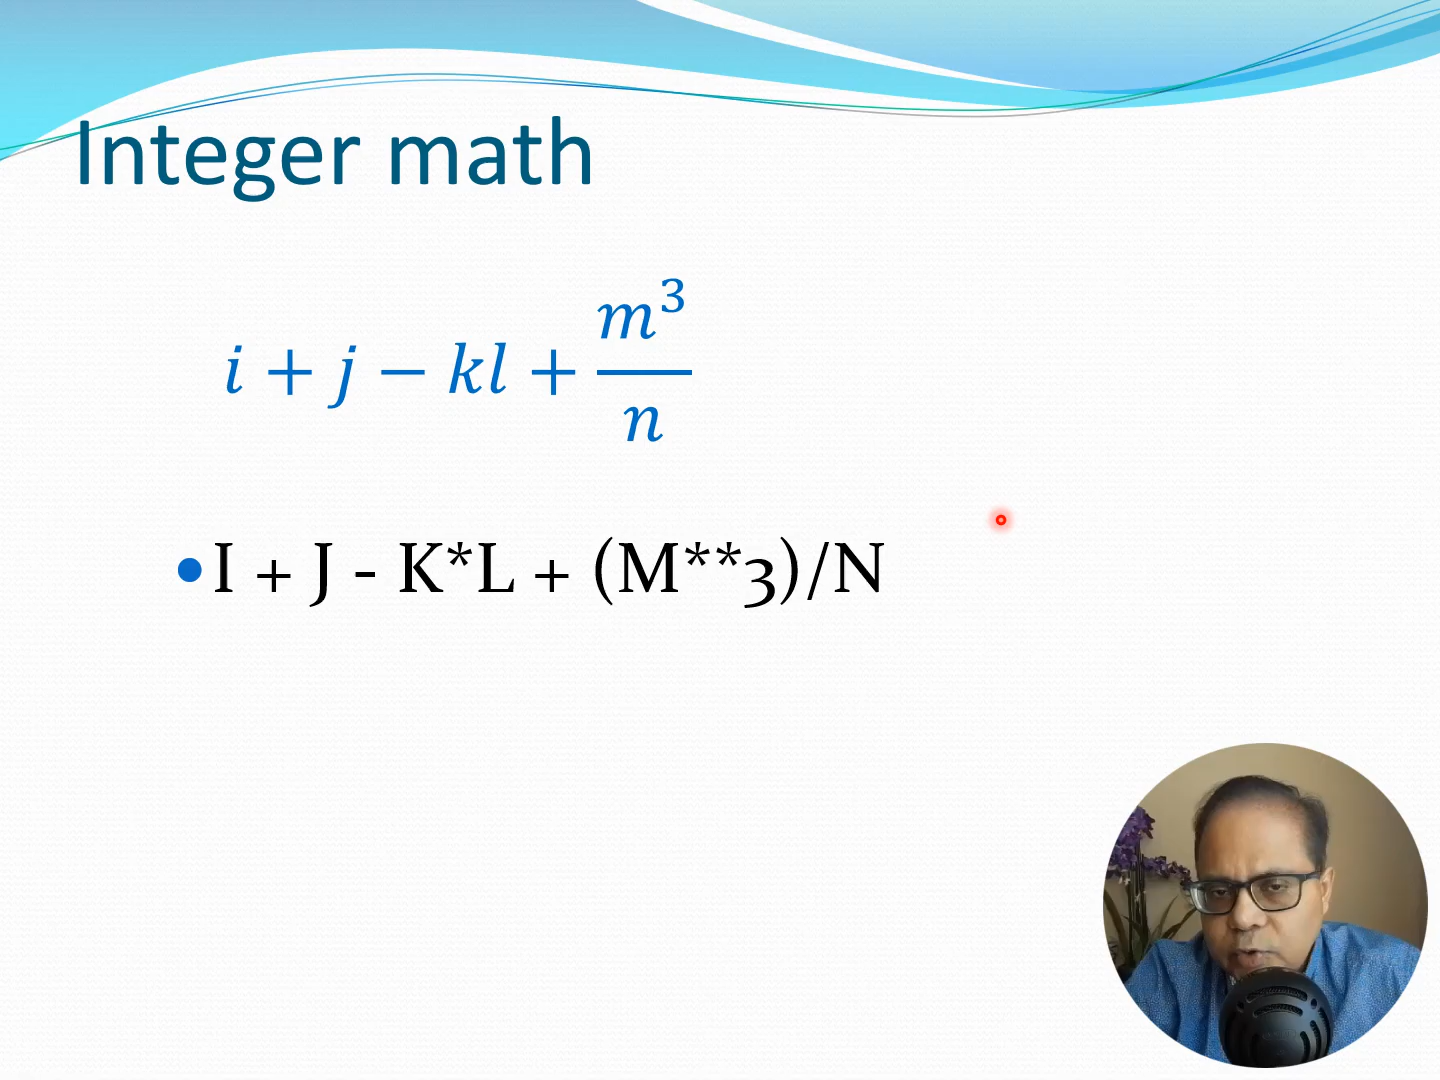 Integer math
i + j − kl + m³/n
•I + J - K*L + (M**3)/N